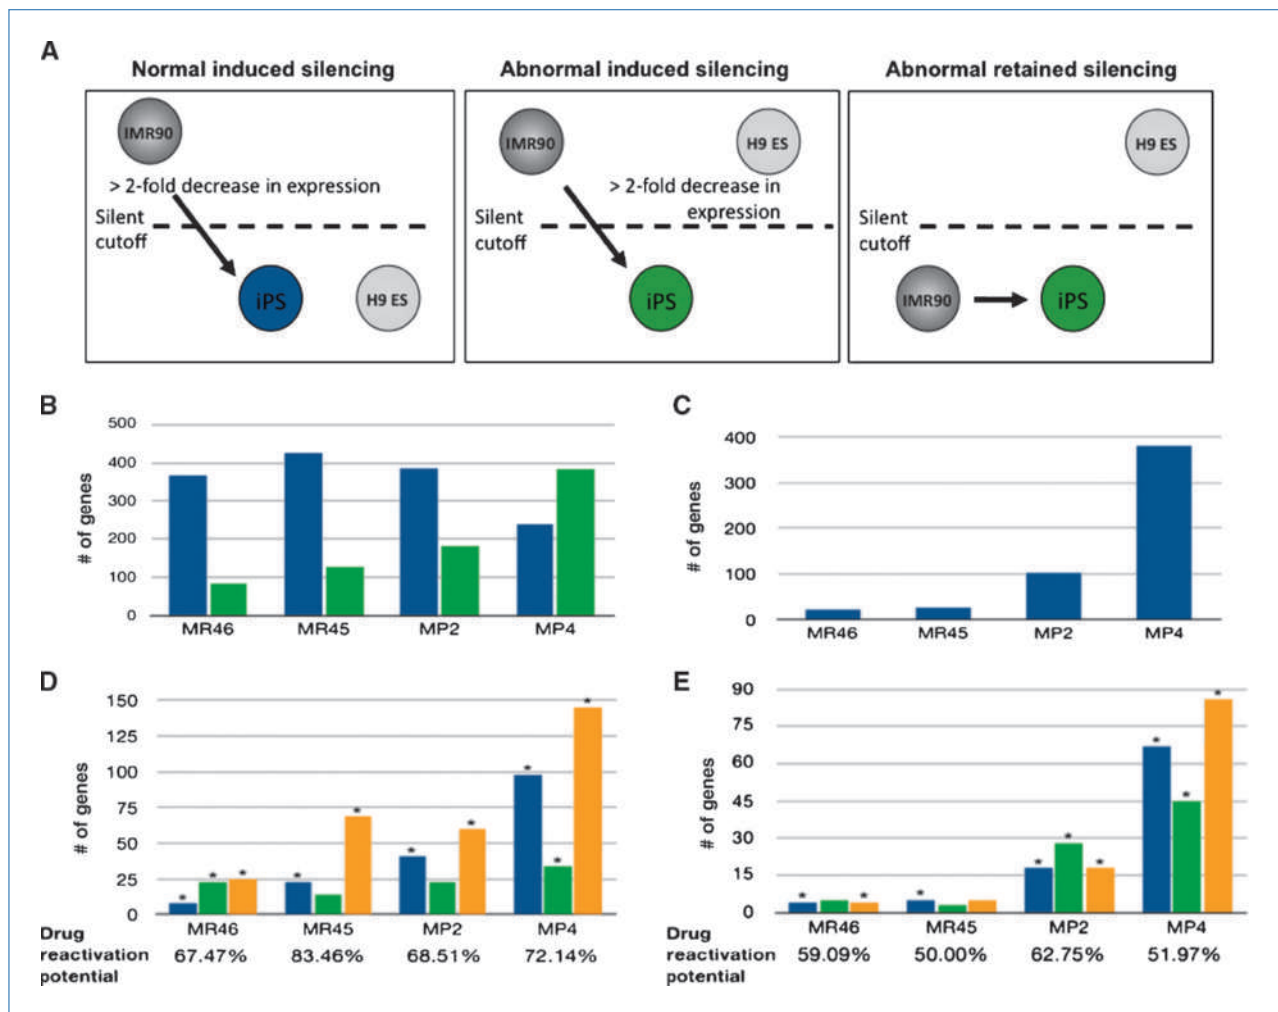 A
Normal induced silencing
Abnormal induced silencing
Abnormal retained silencing
IMR90
> 2-fold decrease in expression
Silent
cutoff
iPS
H9 ES
IMR90
H9 ES
> 2-fold decrease in
expression
Silent
cutoff
iPS
H9 ES
Silent
cutoff
IMR90
iPS
B
# of genes
500
400
300
200
100
0
MR46 MR45 MP2 MP4
C
# of genes
400
300
200
100
0
MR46 MR45 MP2 MP4
D
# of genes
150
125
100
75
50
25
0
* * * * * * * * * *
MR46 MR45 MP2 MP4
Drug
reactivation
potential
67.47% 83.46% 68.51% 72.14%
E
# of genes
90
75
60
45
30
15
0
* * * * * * * * *
MR46 MR45 MP2 MP4
Drug
reactivation
potential
59.09% 50.00% 62.75% 51.97%